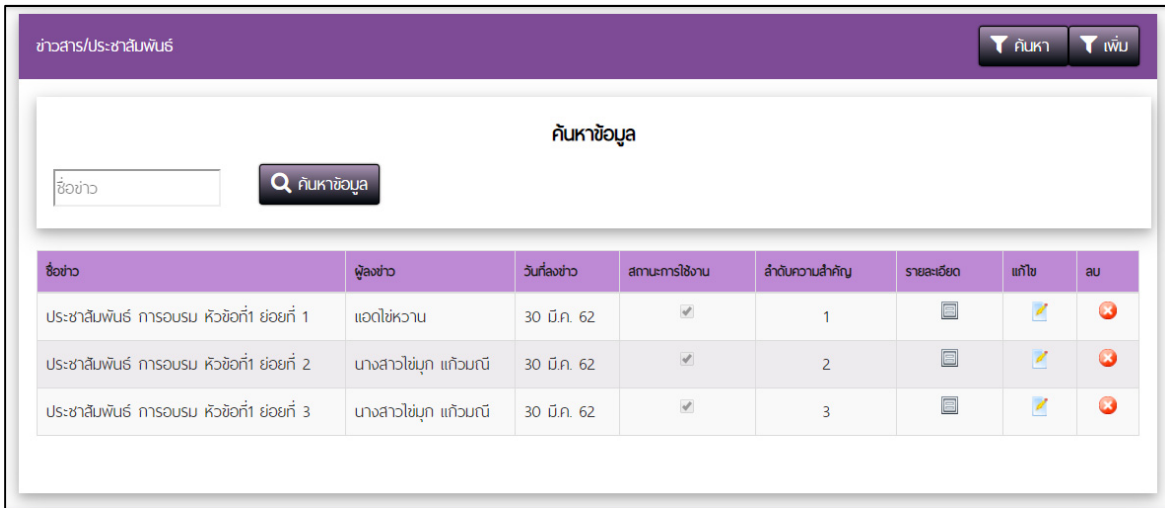 ข่าวสาร/ประชาสัมพันธ์ ค้นหา เพิ่ม
ค้นหาข้อมูล
ชื่อข่าว ค้นหาข้อมูล
ชื่อข่าว ผู้ลงข่าว วันที่ลงข่าว สถานะการใช้งาน ลำดับความสำคัญ รายละเอียด แก้ไข ลบ
ประชาสัมพันธ์ การอบรม หัวข้อที่1 ย่อยที่ 1 แอดไข่หวาน 30 มี.ค. 62 1
ประชาสัมพันธ์ การอบรม หัวข้อที่1 ย่อยที่ 2 นางสาวไข่มุก แก้วมณี 30 มี.ค. 62 2
ประชาสัมพันธ์ การอบรม หัวข้อที่1 ย่อยที่ 3 นางสาวไข่มุก แก้วมณี 30 มี.ค. 62 3